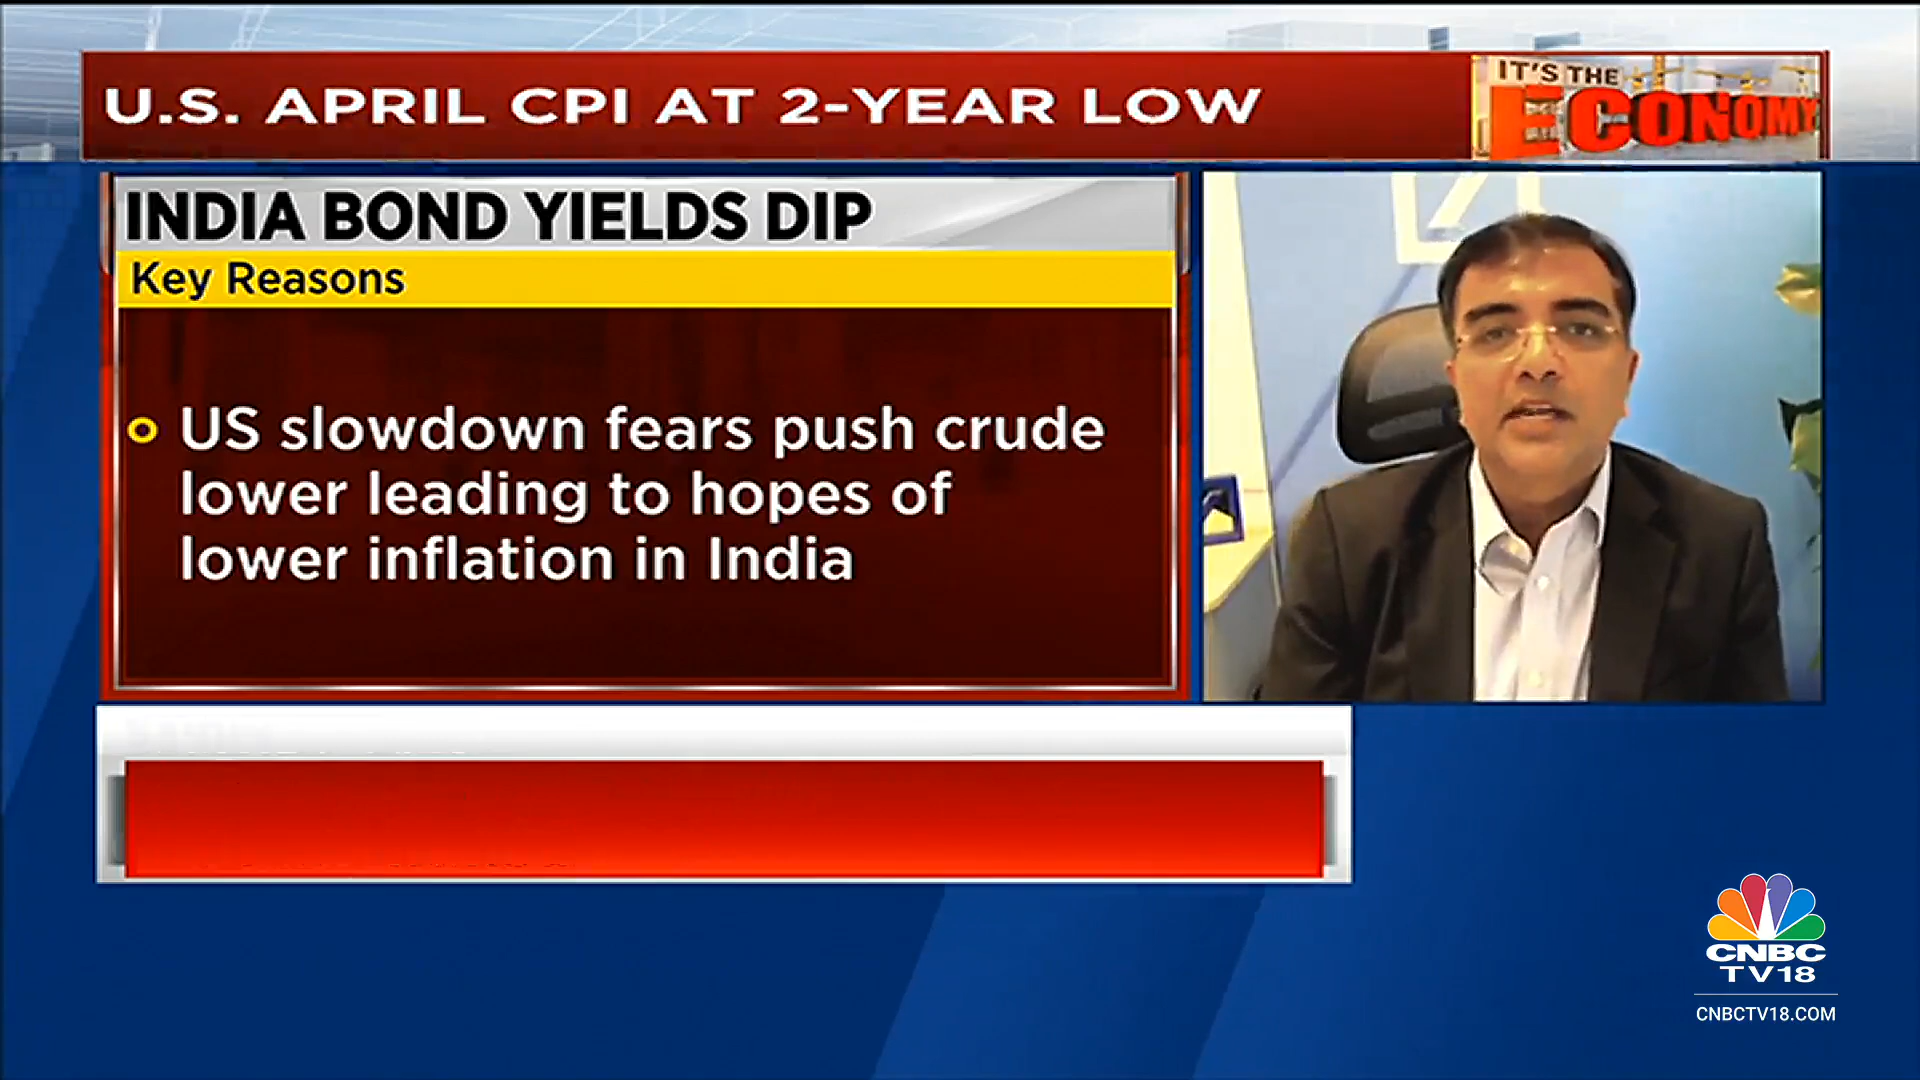 U.S. APRIL CPI AT 2-YEAR LOW
IT'S THE
ECONOMY
INDIA BOND YIELDS DIP
Key Reasons
US slowdown fears push crude
lower leading to hopes of
lower inflation in India
CNBC
TV18
CNBCTV18.COM